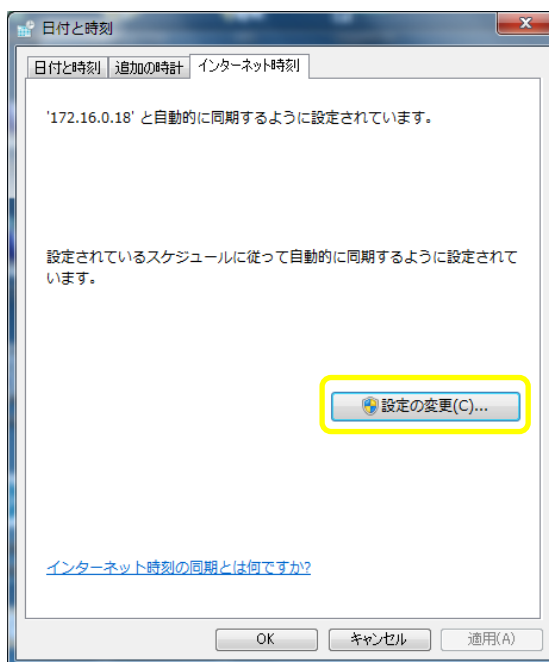 日付と時刻
日付と時刻 追加の時計 インターネット時刻
'172.16.0.18' と自動的に同期するように設定されています。
設定されているスケジュールに従って自動的に同期するように設定されて
います。
設定の変更(C)...
インターネット時刻の同期とは何ですか?
OK キャンセル 適用(A)